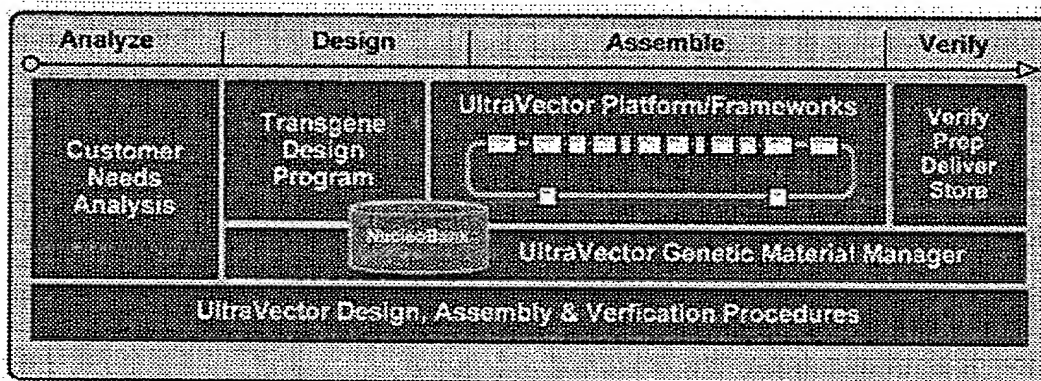 Analyze
Design
Assemble
Verify
Customer
Needs
Analysis
Transgene
Design
Program
UltraVector Platform/Frameworks
Verify
Prep
Deliver
Store
UltraVector Genetic Material Manager
UltraVector Design, Assembly & Verfication Procedures